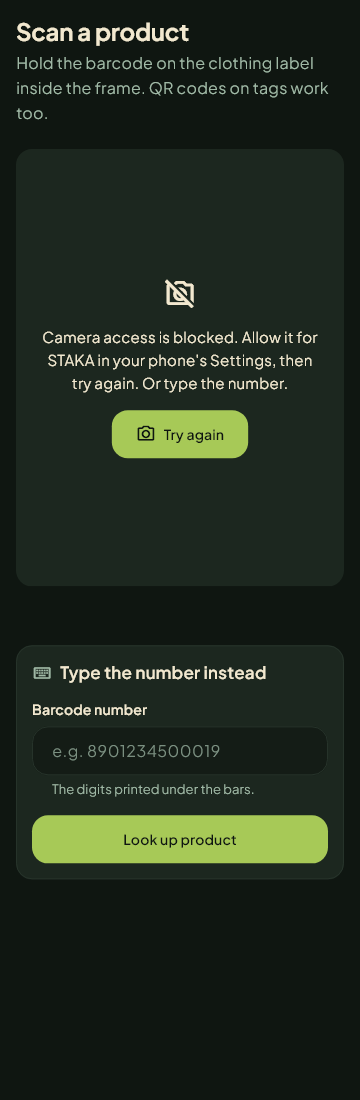 Scan a product
Hold the barcode on the clothing label
inside the frame. QR codes on tags work
too.
Camera access is blocked. Allow it for
STAKA in your phone's Settings, then
try again. Or type the number.
Try again
Type the number instead
Barcode number
e.g. 8901234500019
The digits printed under the bars.
Look up product